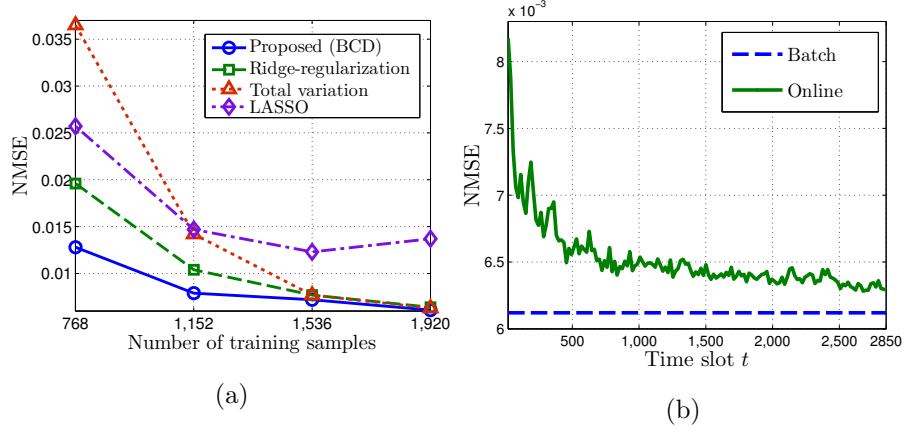 0.035
0.03
0.025
0.02
0.015
0.01
NMSE
Proposed (BCD)
Ridge-regularization
Total variation
LASSO
768 1,152 1,536 1,920
Number of training samples
(a)
x 10⁻³
8
7.5
7
6.5
6
NMSE
Batch
Online
500 1,000 1,500 2,000 2,500 2850
Time slot t
(b)